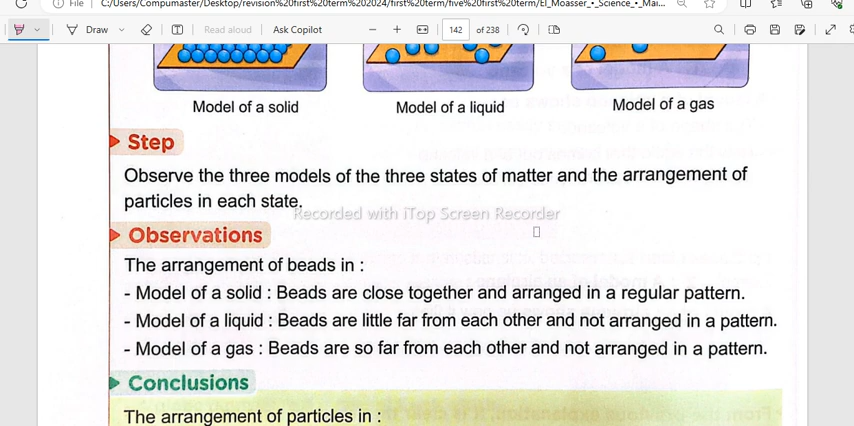 File C:/Users/Compumaster/Desktop/revision%20first%20term%202024/first%20term/five%20first%20term/El_Moasser_•_Science_•_Mai...
Draw Read aloud Ask Copilot 142 of 238
Model of a solid Model of a liquid Model of a gas
Step
Observe the three models of the three states of matter and the arrangement of
particles in each state.
Recorded with iTop Screen Recorder
Observations
The arrangement of beads in :
- Model of a solid : Beads are close together and arranged in a regular pattern.
- Model of a liquid : Beads are little far from each other and not arranged in a pattern.
- Model of a gas : Beads are so far from each other and not arranged in a pattern.
Conclusions
The arrangement of particles in :